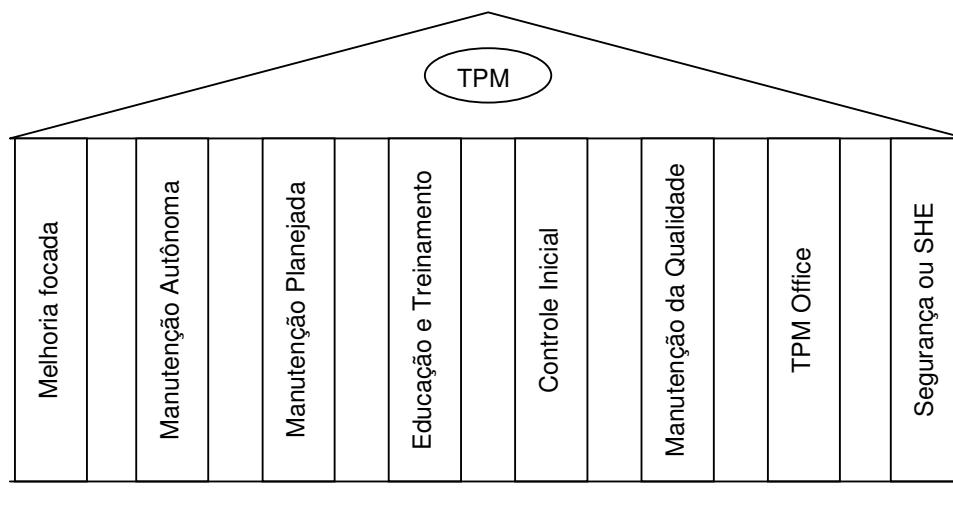 TPM
Melhoria focada
Manutenção Autônoma
Manutenção Planejada
Educação e Treinamento
Controle Inicial
Manutenção da Qualidade
TPM Office
Segurança ou SHE